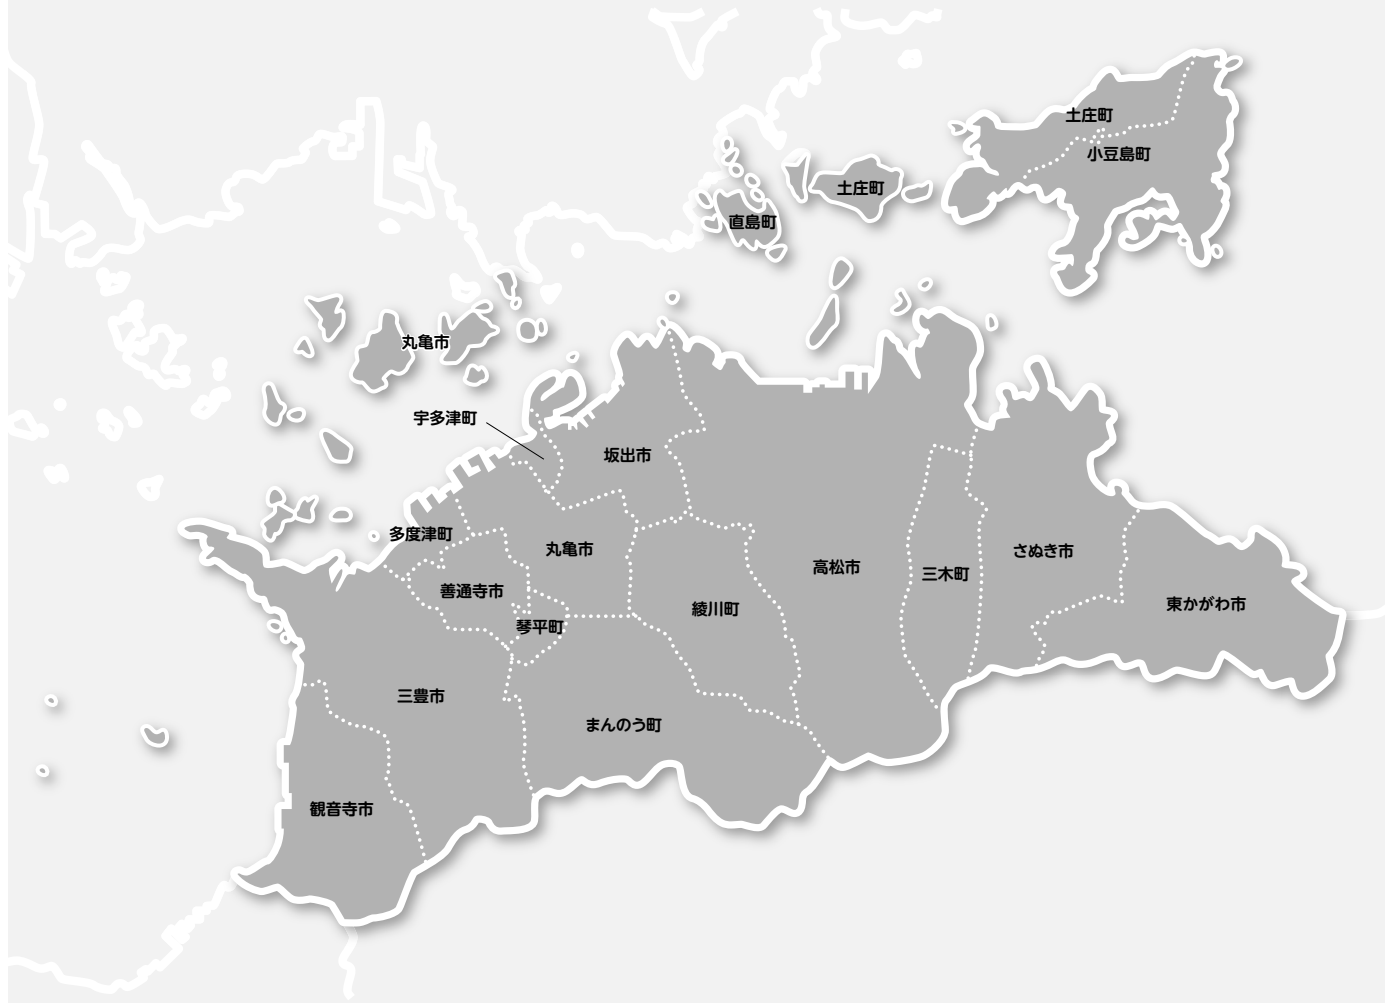 土庄町
小豆島町
土庄町
直島町
丸亀市
宇多津町
坂出市
多度津町
丸亀市
さぬき市
高松市
三木町
善通寺市
東かがわ市
綾川町
琴平町
三豊市
まんのう町
観音寺市